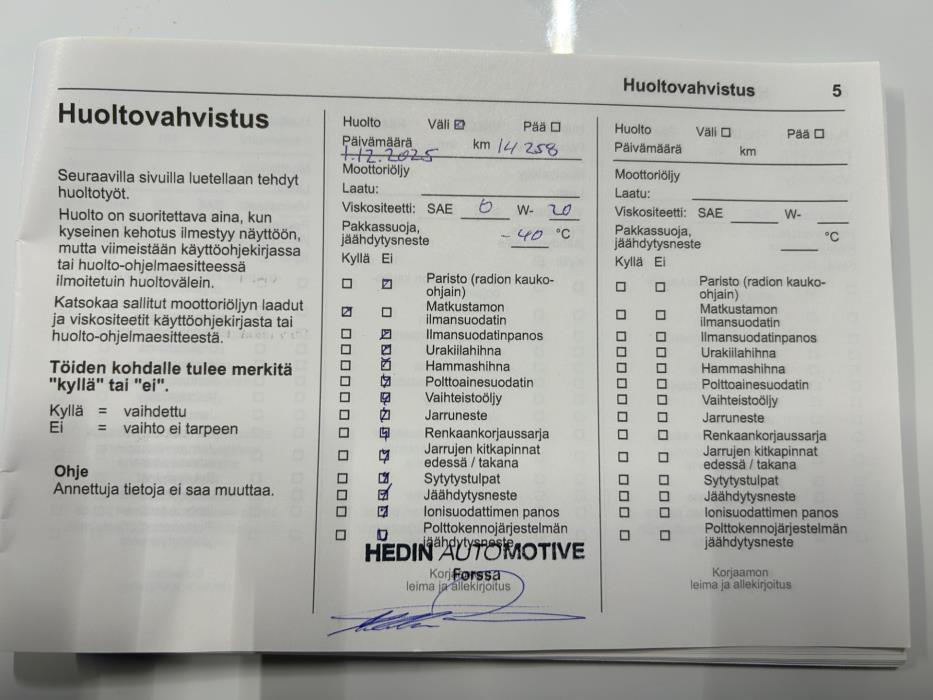 Huoltovahvistus 5
Huoltovahvistus
Seuraavilla sivuilla luetellaan tehdyt
huoltotyöt.
Huolto on suoritettava aina, kun
kyseinen kehotus ilmestyy näyttöön,
mutta viimeistään käyttöohjekirjassa
tai huolto-ohjelmaesitteessä
ilmoitetuin huoltovälein.
Katsokaa sallitut moottoriöljyn laadut
ja viskositeetit käyttöohjekirjasta tai
huolto-ohjelmaesitteestä.
Töiden kohdalle tulee merkitä
"kyllä" tai "ei".
Kyllä = vaihdettu
Ei = vaihto ei tarpeen
Ohje
Annettuja tietoja ei saa muuttaa.
Huolto Väli ☑ Pää ☐
Päivämäärä km 14 258
1.12.2025
Moottoriöljy
Laatu:
Viskositeetti: SAE 0 W- 20
Pakkassuoja,
jäähdytysneste -40 °C
Kyllä Ei
☐ ☑ Paristo (radion kauko-
ohjain)
☑ ☐ Matkustamon
ilmansuodatin
☐ ☑ Ilmansuodatinpanos
☐ ☑ Urakiilahihna
☐ ☑ Hammashihna
☐ ☑ Polttoainesuodatin
☐ ☑ Vaihteistoöljy
☐ ☑ Jarruneste
☐ ☑ Renkaankorjaussarja
☐ ☑ Jarrujen kitkapinnat
edessä / takana
☐ ☑ Sytytystulpat
☐ ☑ Jäähdytysneste
☐ ☑ Ionisuodattimen panos
☐ ☑ Polttokennojärjestelmän
jäähdytysneste
HEDIN AUTOMOTIVE
Forssa
leima ja allekirjoitus
Huolto Väli ☐ Pää ☐
Päivämäärä km
Moottoriöljy
Laatu:
Viskositeetti: SAE W-
Pakkassuoja,
jäähdytysneste °C
Kyllä Ei
☐ ☐ Paristo (radion kauko-
ohjain)
☐ ☐ Matkustamon
ilmansuodatin
☐ ☐ Ilmansuodatinpanos
☐ ☐ Urakiilahihna
☐ ☐ Hammashihna
☐ ☐ Polttoainesuodatin
☐ ☐ Vaihteistoöljy
☐ ☐ Jarruneste
☐ ☐ Renkaankorjaussarja
☐ ☐ Jarrujen kitkapinnat
edessä / takana
☐ ☐ Sytytystulpat
☐ ☐ Jäähdytysneste
☐ ☐ Ionisuodattimen panos
☐ ☐ Polttokennojärjestelmän
jäähdytysneste
Korjaamon
leima ja allekirjoitus